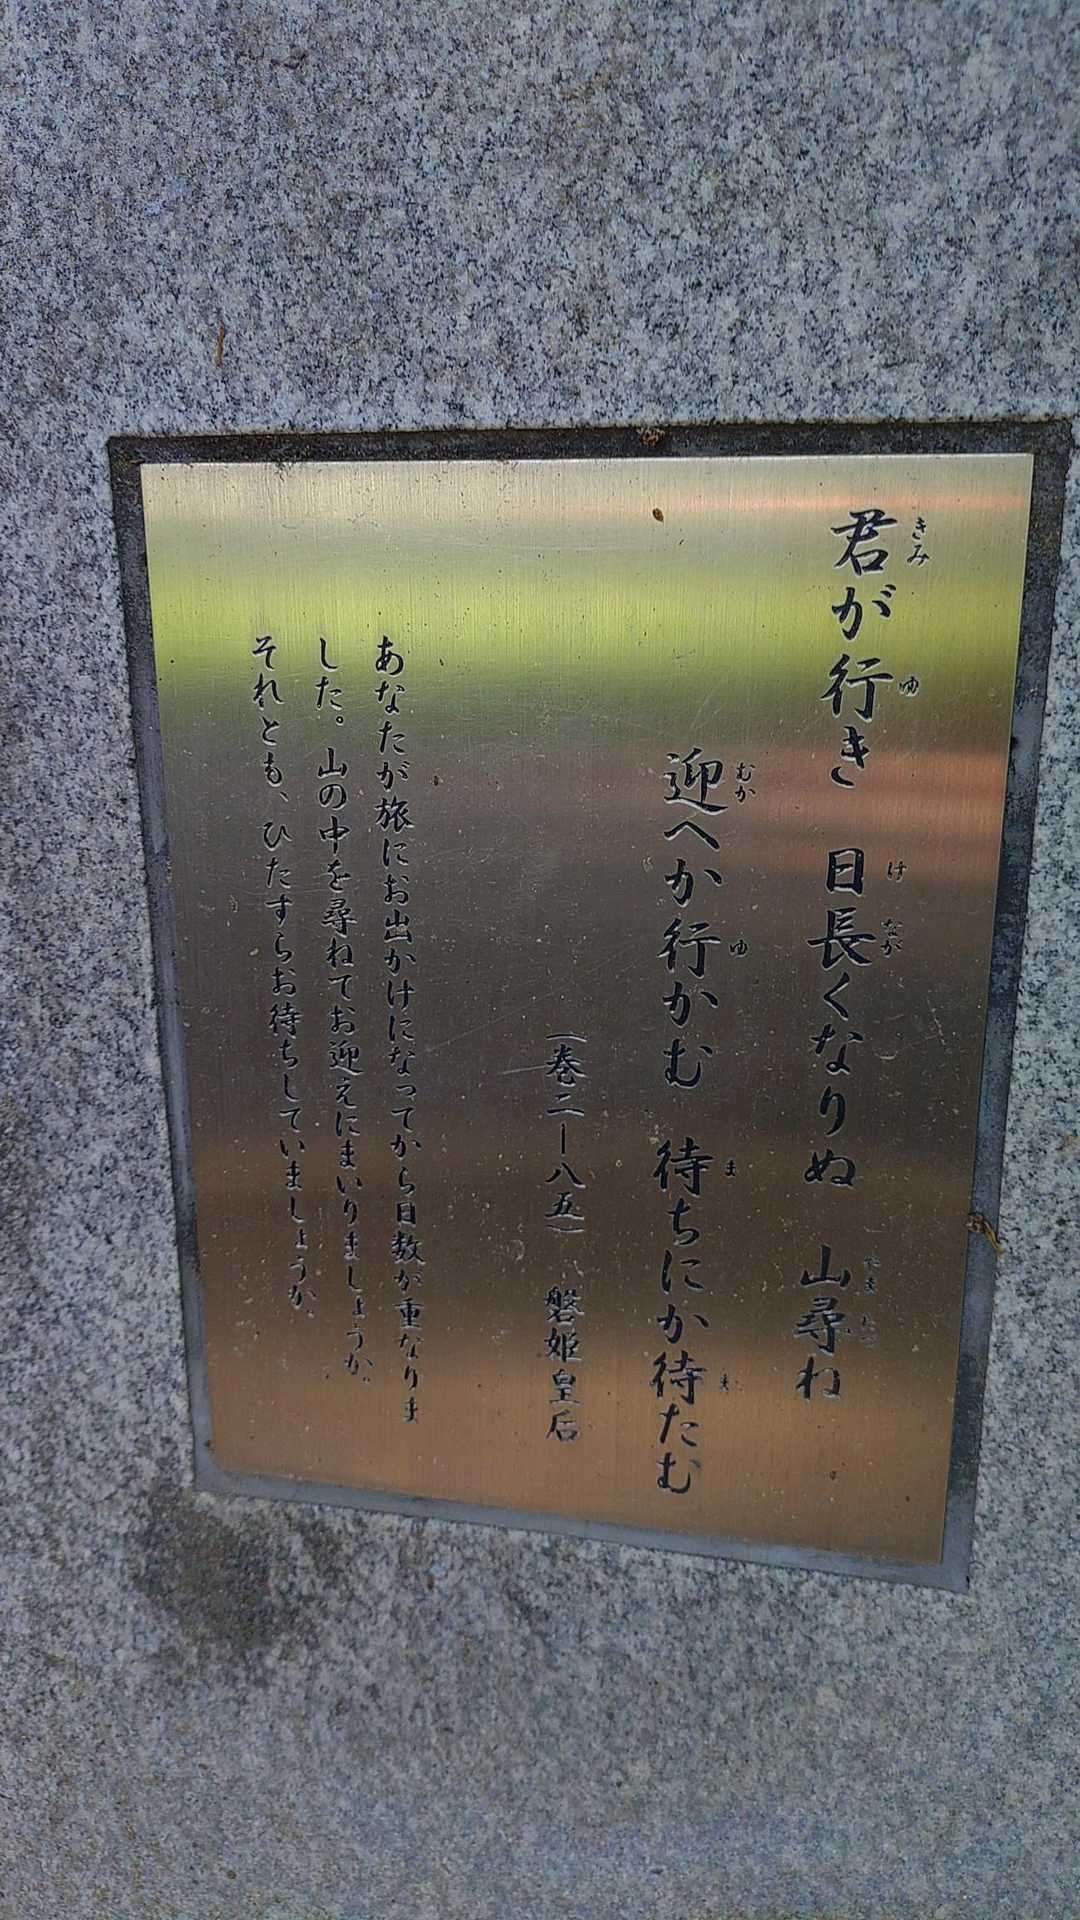 君が行き 日長くなりぬ 山尋ね
迎へか行かむ 待ちにか待たむ
(巻二―八五) 磐姫皇后
あなたが旅にお出かけになってから日数が重なりま
した。山の中を尋ねてお迎えにまいりましょうか。
それとも、ひたすらお待ちしていましょうか。